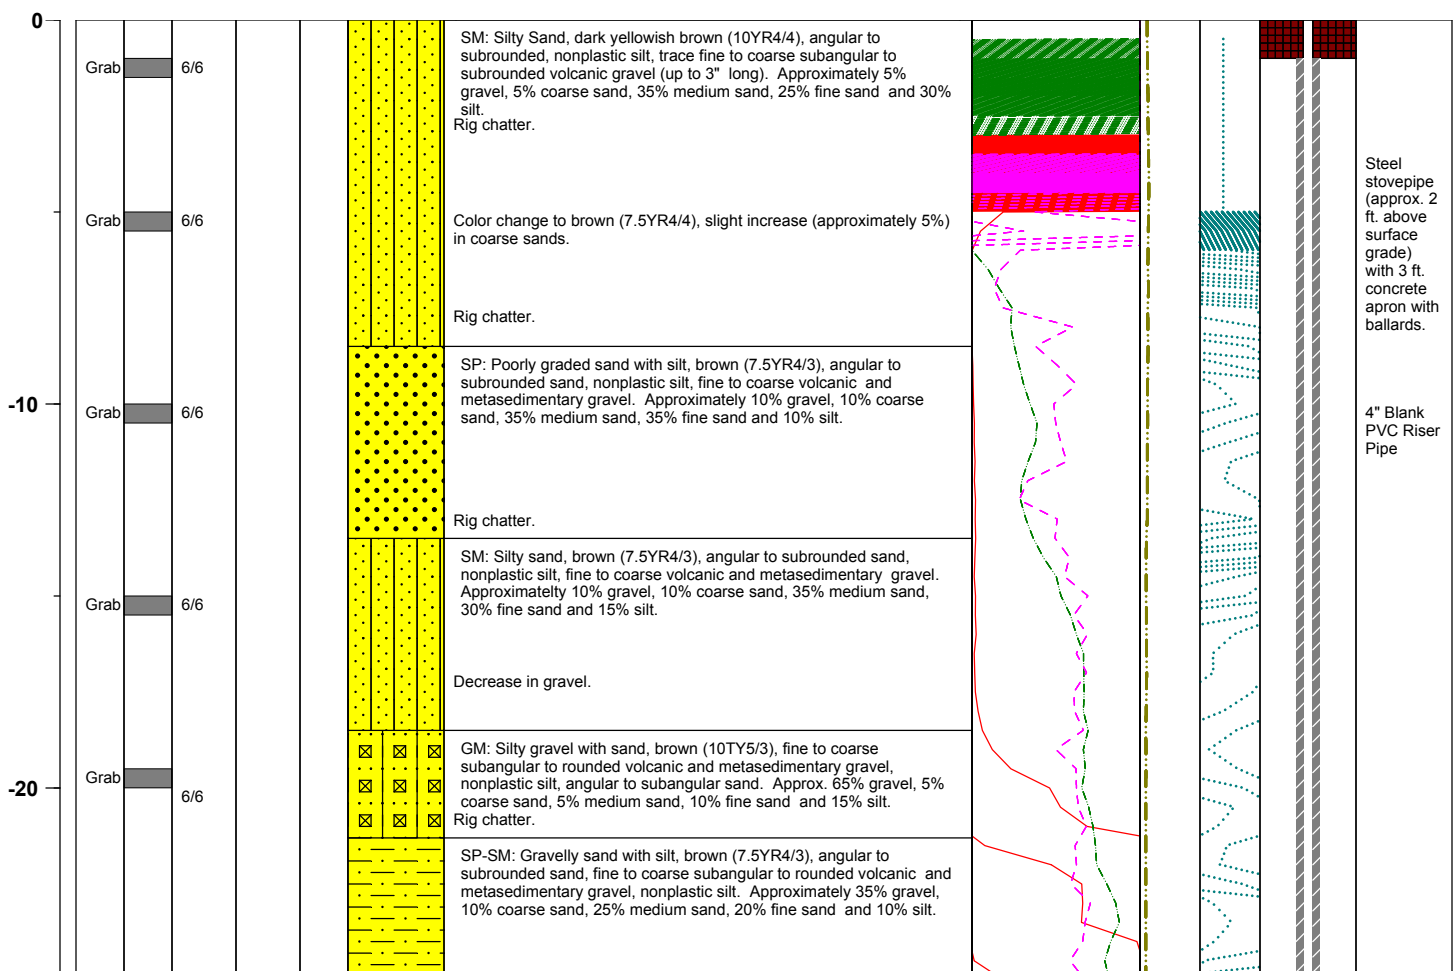 0
SM: Silty Sand, dark yellowish brown (10YR4/4), angular to
subrounded, nonplastic silt, trace fine to coarse subangular to
subrounded volcanic gravel (up to 3" long). Approximately 5%
gravel, 5% coarse sand, 35% medium sand, 25% fine sand and 30%
silt.
Grab 6/6
Rig chatter.
Grab 6/6
Color change to brown (7.5YR4/4), slight increase (approximately 5%)
in coarse sands.
Rig chatter.
Steel
stovepipe
(approx. 2
ft. above
surface
grade)
with 3 ft.
concrete
apron with
ballards.
SP: Poorly graded sand with silt, brown (7.5YR4/3), angular to
subrounded sand, nonplastic silt, fine to coarse volcanic and
metasedimentary gravel. Approximately 10% gravel, 10% coarse
sand, 35% medium sand, 35% fine sand and 10% silt.
-10
Grab 6/6
4" Blank
PVC Riser
Pipe
Rig chatter.
SM: Silty sand, brown (7.5YR4/3), angular to subrounded sand,
nonplastic silt, fine to coarse volcanic and metasedimentary gravel.
Approximatelty 10% gravel, 10% coarse sand, 35% medium sand,
30% fine sand and 15% silt.
Grab 6/6
Decrease in gravel.
GM: Silty gravel with sand, brown (10TY5/3), fine to coarse
subangular to rounded volcanic and metasedimentary gravel,
nonplastic silt, angular to subangular sand. Approx. 65% gravel, 5%
coarse sand, 5% medium sand, 10% fine sand and 15% silt.
Rig chatter.
-20
Grab 6/6
SP-SM: Gravelly sand with silt, brown (7.5YR4/3), angular to
subrounded sand, fine to coarse subangular to rounded volcanic and
metasedimentary gravel, nonplastic silt. Approximately 35% gravel,
10% coarse sand, 25% medium sand, 20% fine sand and 10% silt.